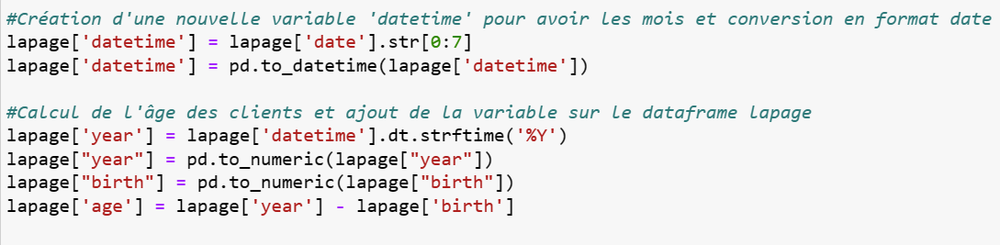 #Création d'une nouvelle variable 'datetime' pour avoir les mois et conversion en format date
lapage['datetime'] = lapage['date'].str[0:7]
lapage['datetime'] = pd.to_datetime(lapage['datetime'])
#Calcul de l'âge des clients et ajout de la variable sur le dataframe lapage
lapage['year'] = lapage['datetime'].dt.strftime('%Y')
lapage["year"] = pd.to_numeric(lapage["year"])
lapage["birth"] = pd.to_numeric(lapage["birth"])
lapage['age'] = lapage['year'] - lapage['birth']